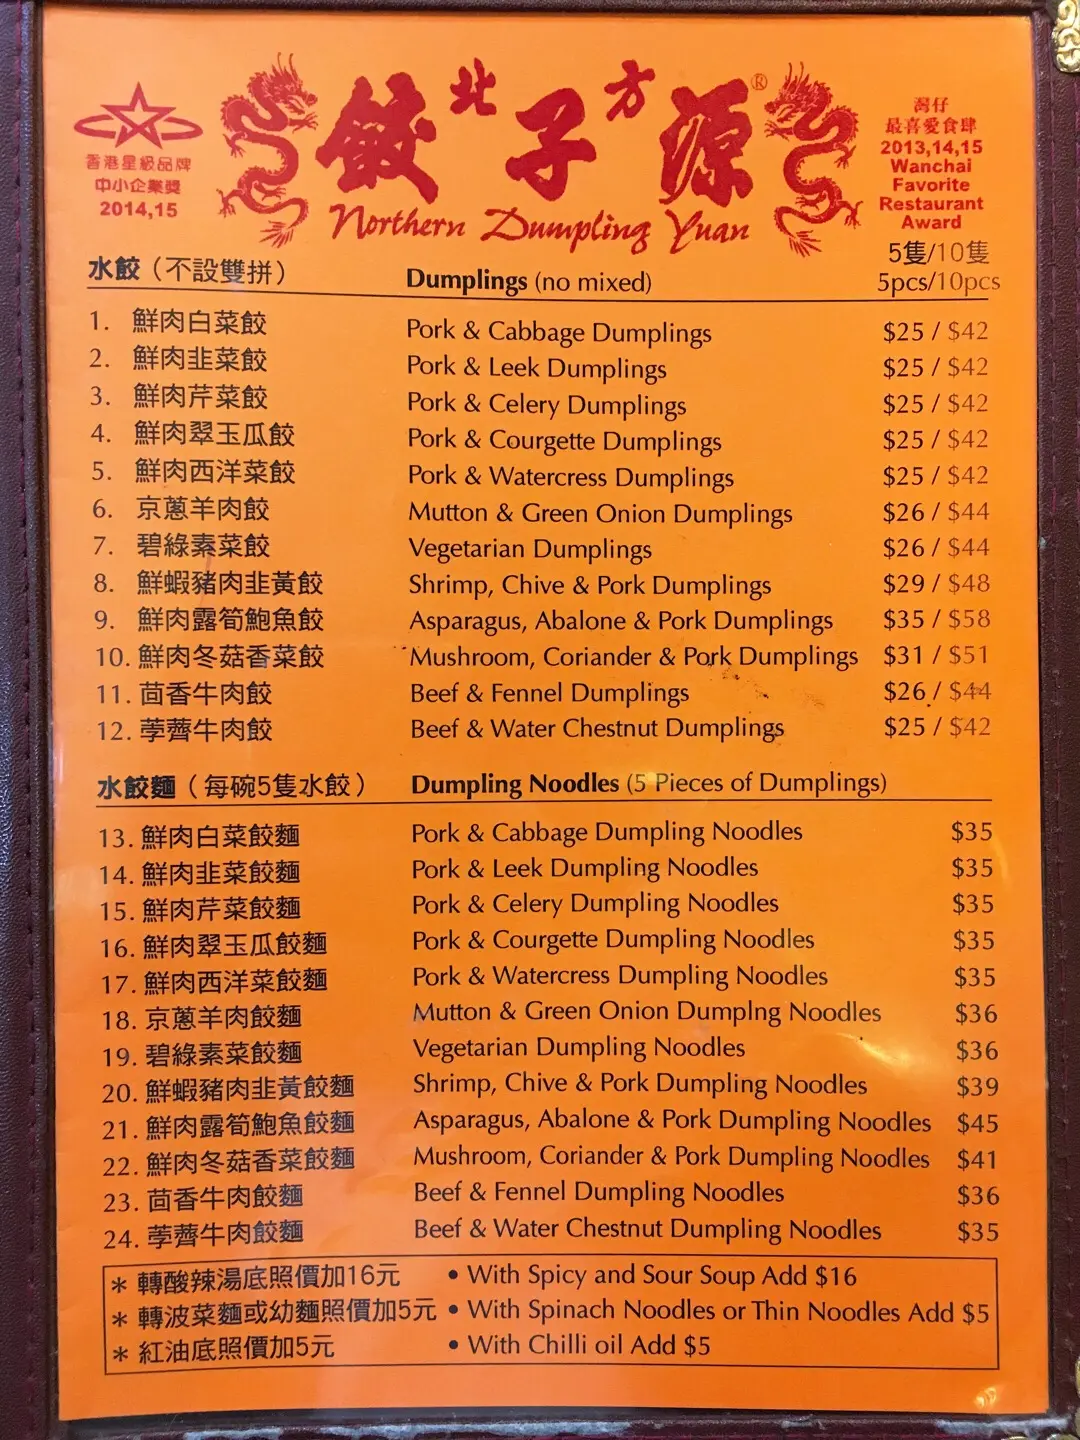 香港星級品牌
中小企業獎
2014,15
北方
餃子源®
Northern Dumpling Yuan
灣仔
最喜愛食肆
2013,14,15
Wanchai
Favorite
Restaurant
Award
水餃（不設雙拼） Dumplings (no mixed) 5隻/10隻
5pcs/10pcs
1. 鮮肉白菜餃 Pork & Cabbage Dumplings $25 / $42
2. 鮮肉韭菜餃 Pork & Leek Dumplings $25 / $42
3. 鮮肉芹菜餃 Pork & Celery Dumplings $25 / $42
4. 鮮肉翠玉瓜餃 Pork & Courgette Dumplings $25 / $42
5. 鮮肉西洋菜餃 Pork & Watercress Dumplings $25 / $42
6. 京蔥羊肉餃 Mutton & Green Onion Dumplings $26 / $44
7. 碧綠素菜餃 Vegetarian Dumplings $26 / $44
8. 鮮蝦豬肉韭黃餃 Shrimp, Chive & Pork Dumplings $29 / $48
9. 鮮肉露筍鮑魚餃 Asparagus, Abalone & Pork Dumplings $35 / $58
10. 鮮肉冬菇香菜餃 Mushroom, Coriander & Pork Dumplings $31 / $51
11. 茴香牛肉餃 Beef & Fennel Dumplings $26 / $44
12. 荸薺牛肉餃 Beef & Water Chestnut Dumplings $25 / $42
水餃麵（每碗5隻水餃） Dumpling Noodles (5 Pieces of Dumplings)
13. 鮮肉白菜餃麵 Pork & Cabbage Dumpling Noodles $35
14. 鮮肉韭菜餃麵 Pork & Leek Dumpling Noodles $35
15. 鮮肉芹菜餃麵 Pork & Celery Dumpling Noodles $35
16. 鮮肉翠玉瓜餃麵 Pork & Courgette Dumpling Noodles $35
17. 鮮肉西洋菜餃麵 Pork & Watercress Dumpling Noodles $35
18. 京蔥羊肉餃麵 Mutton & Green Onion Dumplng Noodles $36
19. 碧綠素菜餃麵 Vegetarian Dumpling Noodles $36
20. 鮮蝦豬肉韭黃餃麵 Shrimp, Chive & Pork Dumpling Noodles $39
21. 鮮肉露筍鮑魚餃麵 Asparagus, Abalone & Pork Dumpling Noodles $45
22. 鮮肉冬菇香菜餃麵 Mushroom, Coriander & Pork Dumpling Noodles $41
23. 茴香牛肉餃麵 Beef & Fennel Dumpling Noodles $36
24. 荸薺牛肉餃麵 Beef & Water Chestnut Dumpling Noodles $35
* 轉酸辣湯底照價加16元 • With Spicy and Sour Soup Add $16
* 轉波菜麵或幼麵照價加5元 • With Spinach Noodles or Thin Noodles Add $5
* 紅油底照價加5元 • With Chilli oil Add $5